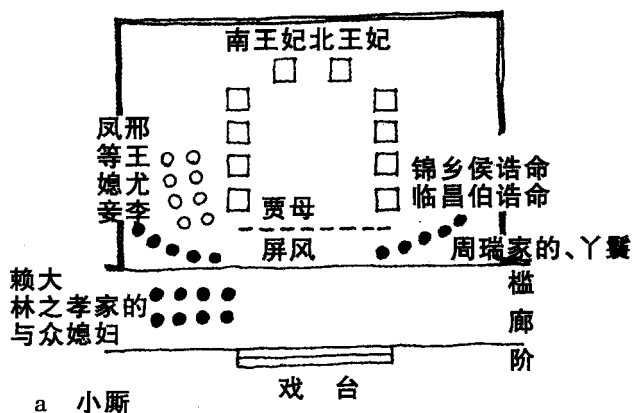 南王妃北王妃
凤邢
等王
媳尤
妾李
锦乡侯诰命
临昌伯诰命
贾母
屏风
周瑞家的、丫鬟
赖大
林之孝家的
与众媳妇
槛
廊
阶
戏台
a 小厮